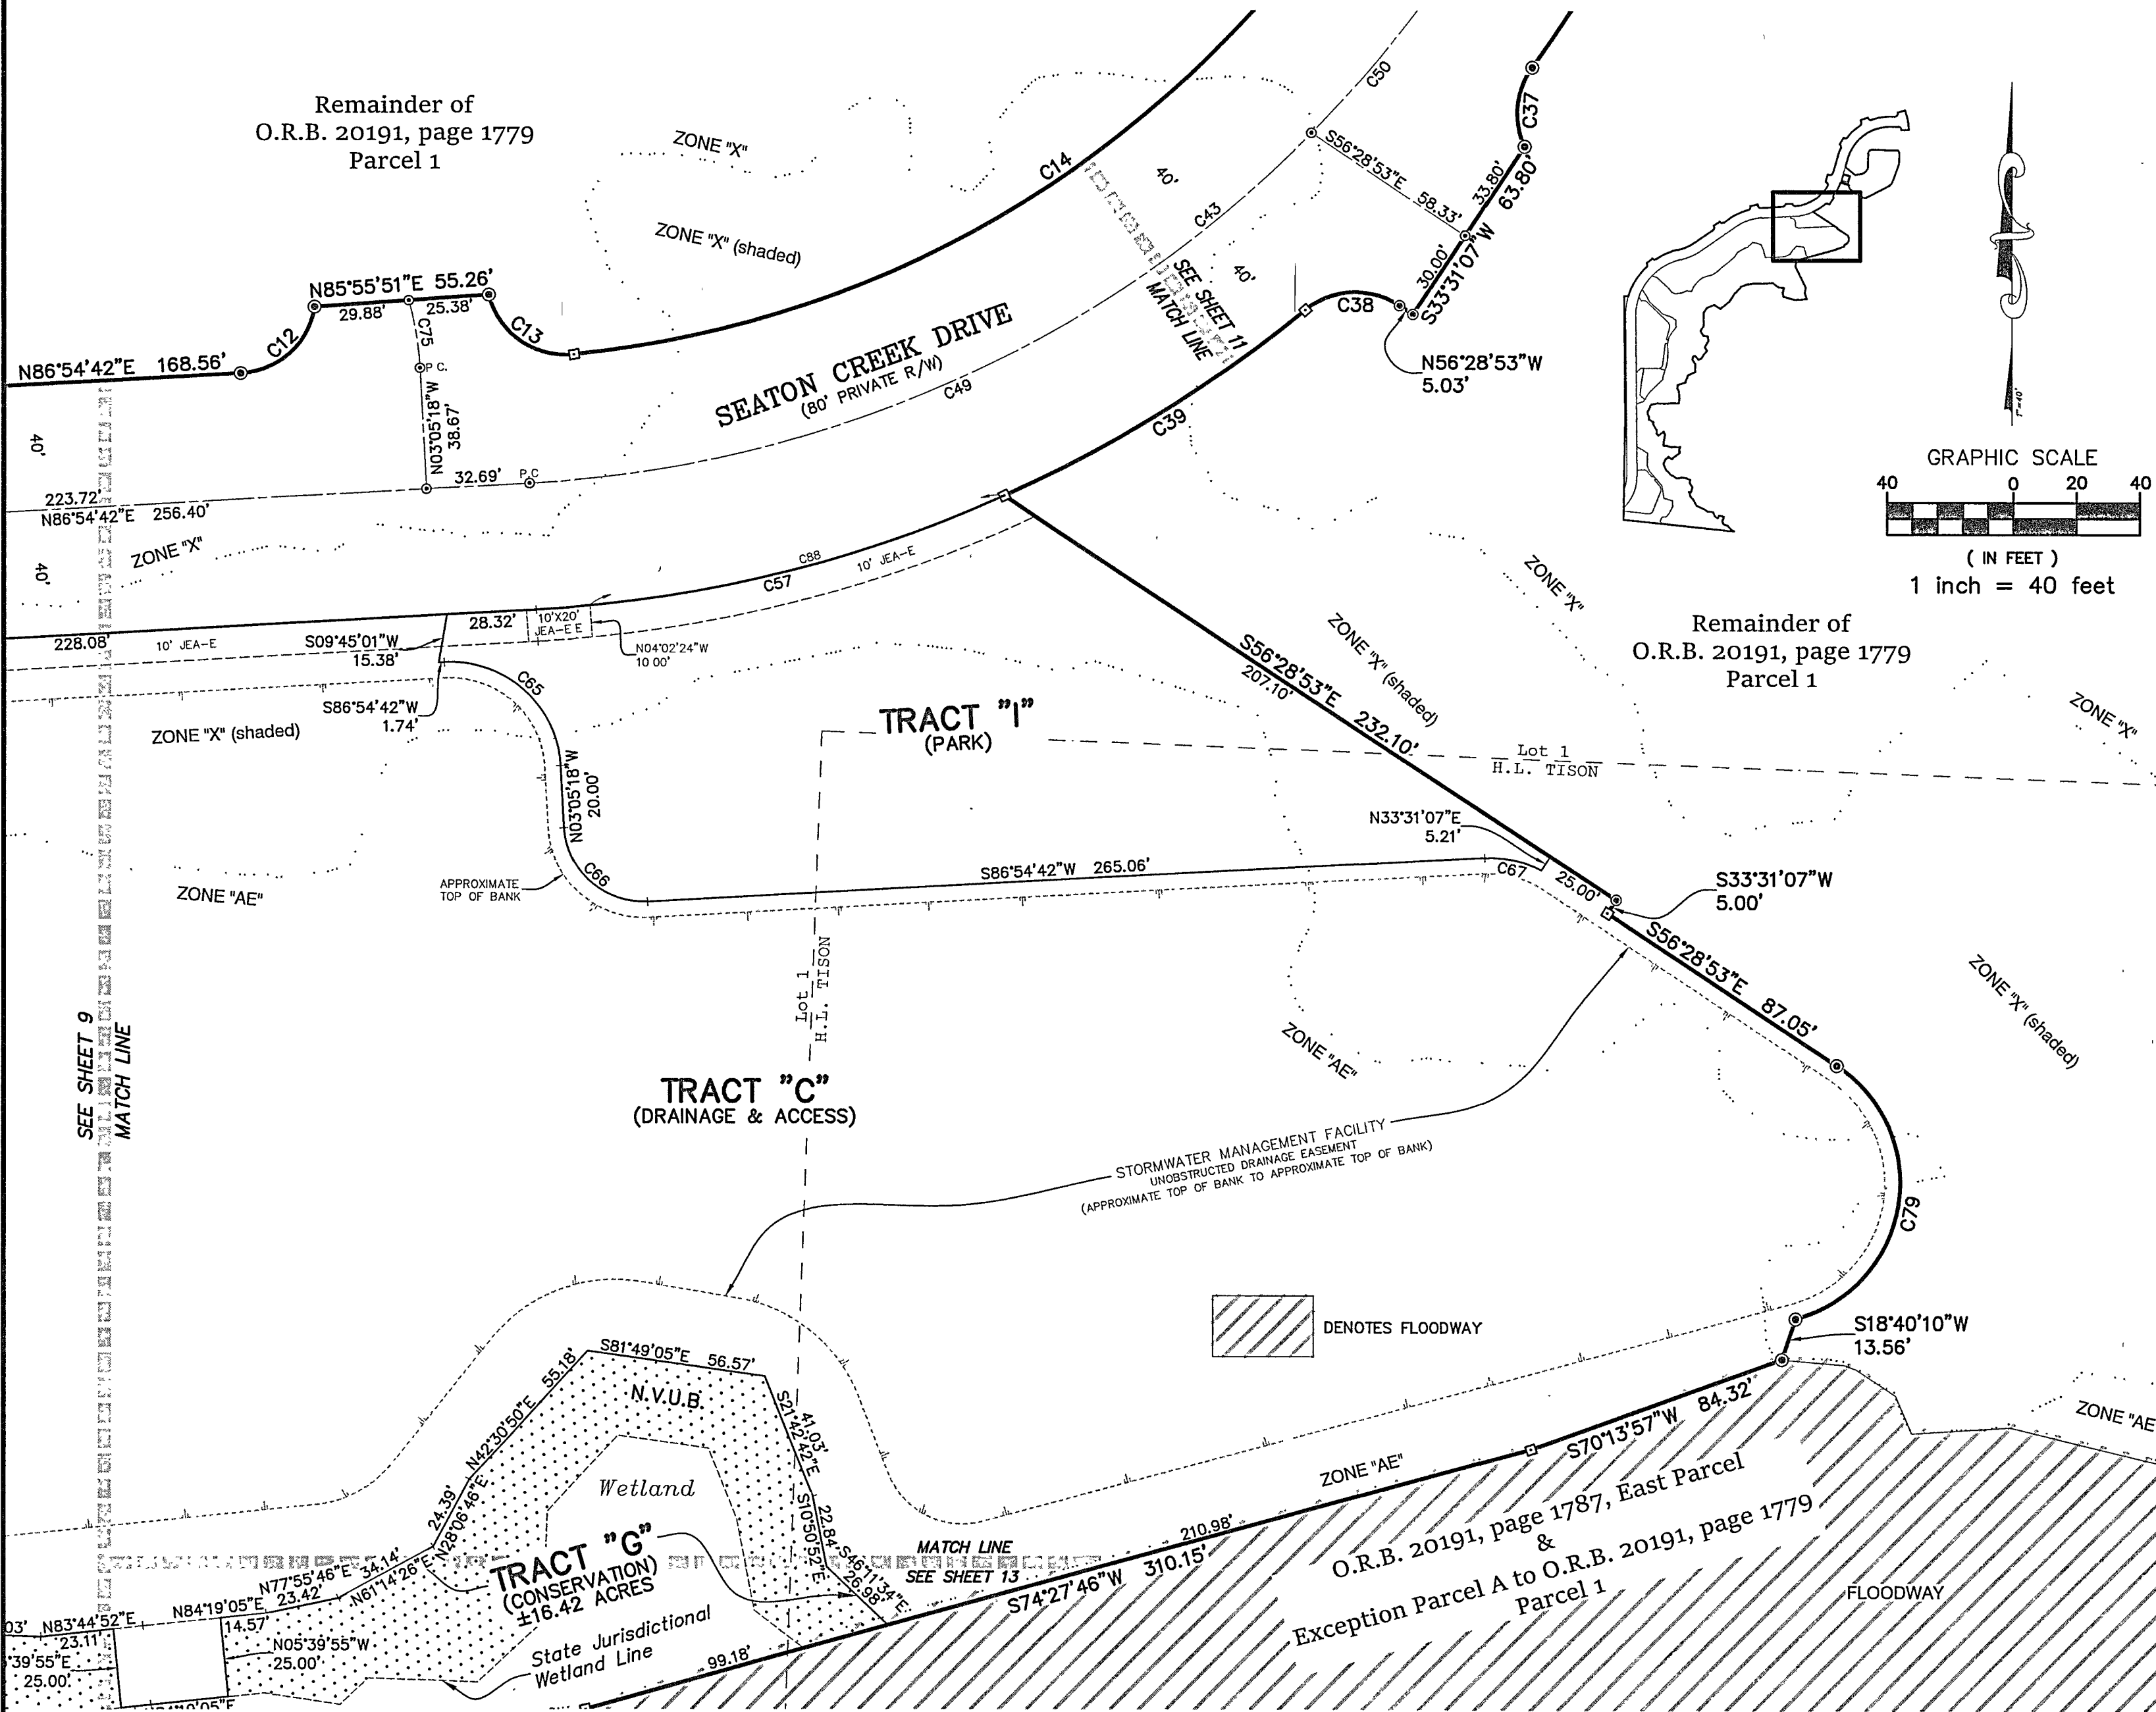 Remainder of
O.R.B. 20191, page 1779
Parcel 1
ZONE "X"
ZONE "X" (shaded)
C14
C50
C37
40'
C43
S56°28'53"E
58.33'
33.80'
63.80'
30.00'
S33°31'07"W
40'
SEE SHEET 11
MATCH LINE
C38
N56°28'53"W
5.03'
N85°55'51"E 55.26'
29.88'
25.38'
C12
C75
C13
P.C.
N86°54'42"E 168.56'
N03°05'18"W
38.67'
SEATON CREEK DRIVE
(80' PRIVATE R/W)
C49
C39
40'
32.69'
P.C
223.72'
N86°54'42"E 256.40'
ZONE "X"
40'
GRAPHIC SCALE
40 0 20 40
( IN FEET )
1 inch = 40 feet
1"=40'
C88
C57
10' JEA-E
228.08'
10' JEA-E
S09°45'01"W
15.38'
28.32'
10'X20'
JEA-E E
N04°02'24"W
10 00'
S86°54'42"W
1.74'
C65
ZONE "X" (shaded)
N03°05'18"W
20.00'
TRACT "I"
(PARK)
S56°28'53"E 232.10'
207.10'
ZONE "X" (shaded)
ZONE "X"
Remainder of
O.R.B. 20191, page 1779
Parcel 1
ZONE "X"
Lot 1
H.L. TISON
N33°31'07"E
5.21'
C66
S86°54'42"W 265.06'
C67
25.00'
S33°31'07"W
5.00'
APPROXIMATE
TOP OF BANK
ZONE "AE"
S56°28'53"E 87.05'
Lot 1
H.L. TISON
ZONE "X" (shaded)
SEE SHEET 9
MATCH LINE
ZONE "AE"
TRACT "C"
(DRAINAGE & ACCESS)
STORMWATER MANAGEMENT FACILITY
UNOBSTRUCTED DRAINAGE EASEMENT
(APPROXIMATE TOP OF BANK TO APPROXIMATE TOP OF BANK)
C79
DENOTES FLOODWAY
S18°40'10"W
13.56'
S81°49'05"E 56.57'
N.V.U.B.
N42°30'50"E 55.18'
S21°42'42"E
41.03'
S70°13'57"W 84.32'
ZONE "AE"
ZONE "AE
Wetland
24.39'
N28°06'46"E
S10°50'52"E
22.84'
S46°11'34"E
26.98'
MATCH LINE
SEE SHEET 13
210.98'
S74°27'46"W 310.15'
O.R.B. 20191, page 1787, East Parcel
&
Exception Parcel A to O.R.B. 20191, page 1779
Parcel 1
FLOODWAY
TRACT "G"
(CONSERVATION)
±16.42 ACRES
N61°14'26"E 34.14'
N77°55'46"E
23.42'
N84°19'05"E
14.57'
03' N83°44'52"E
23.11'
N05°39'55"W
25.00'
°39'55"E
25.00'
State Jurisdictional
Wetland Line
99.18'